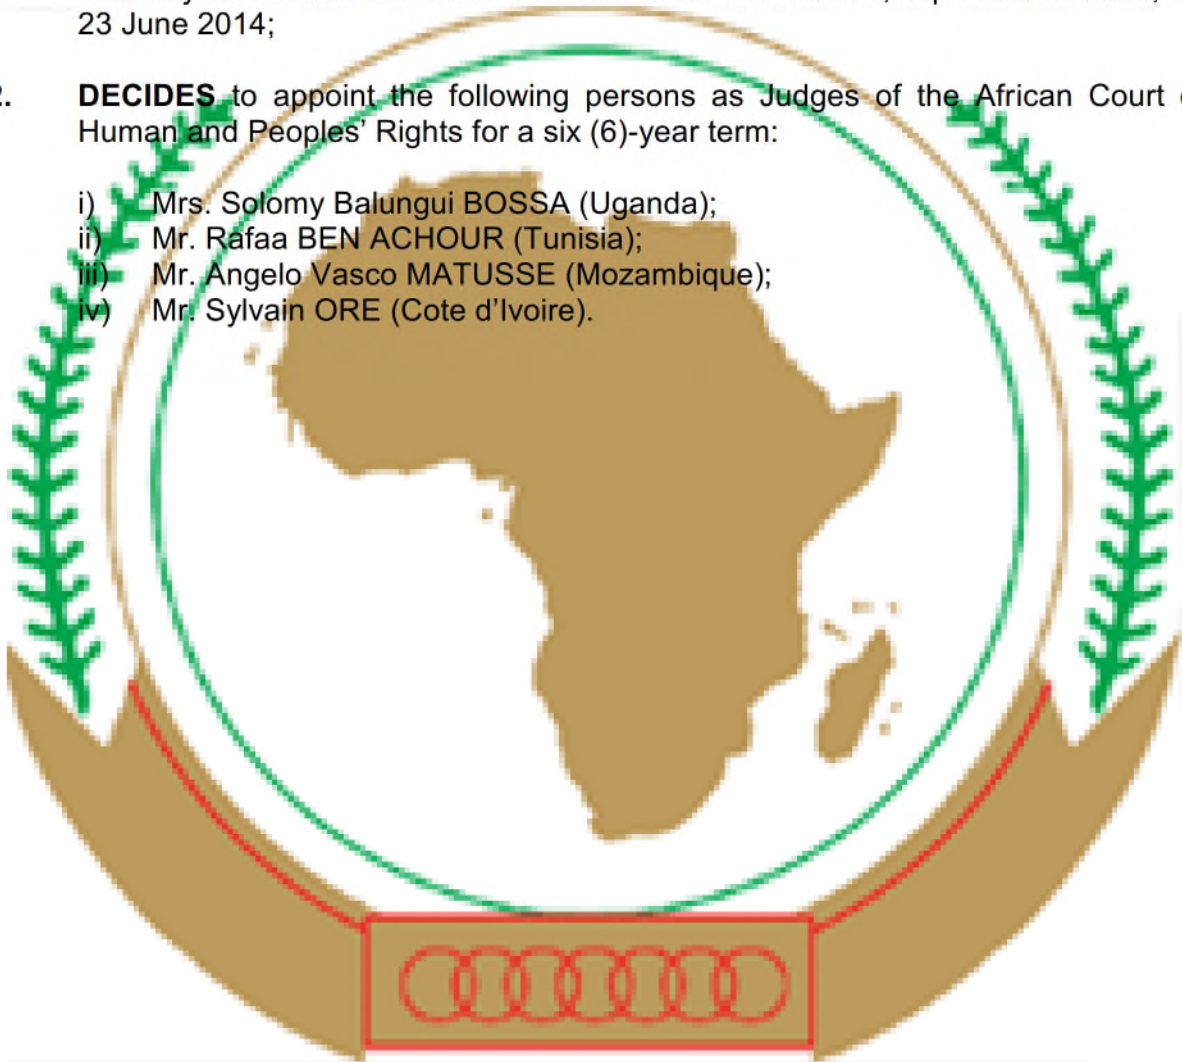 23 June 2014;
2. DECIDES to appoint the following persons as Judges of the African Court
Human and Peoples' Rights for a six (6)-year term:
i) Mrs. Solomy Balungui BOSSA (Uganda);
ii) Mr. Rafaa BEN ACHOUR (Tunisia);
iii) Mr. Angelo Vasco MATUSSE (Mozambique);
iv) Mr. Sylvain ORE (Cote d'Ivoire).